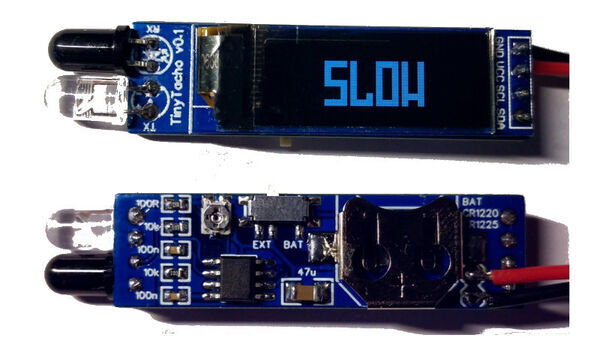 RX
TinyTacho v0.1
TX
SLOW
GND VCC SCL SDA
100R
10k
100n
10k
100n
EXT BAT
47u
BAT
CR1220
CR1225